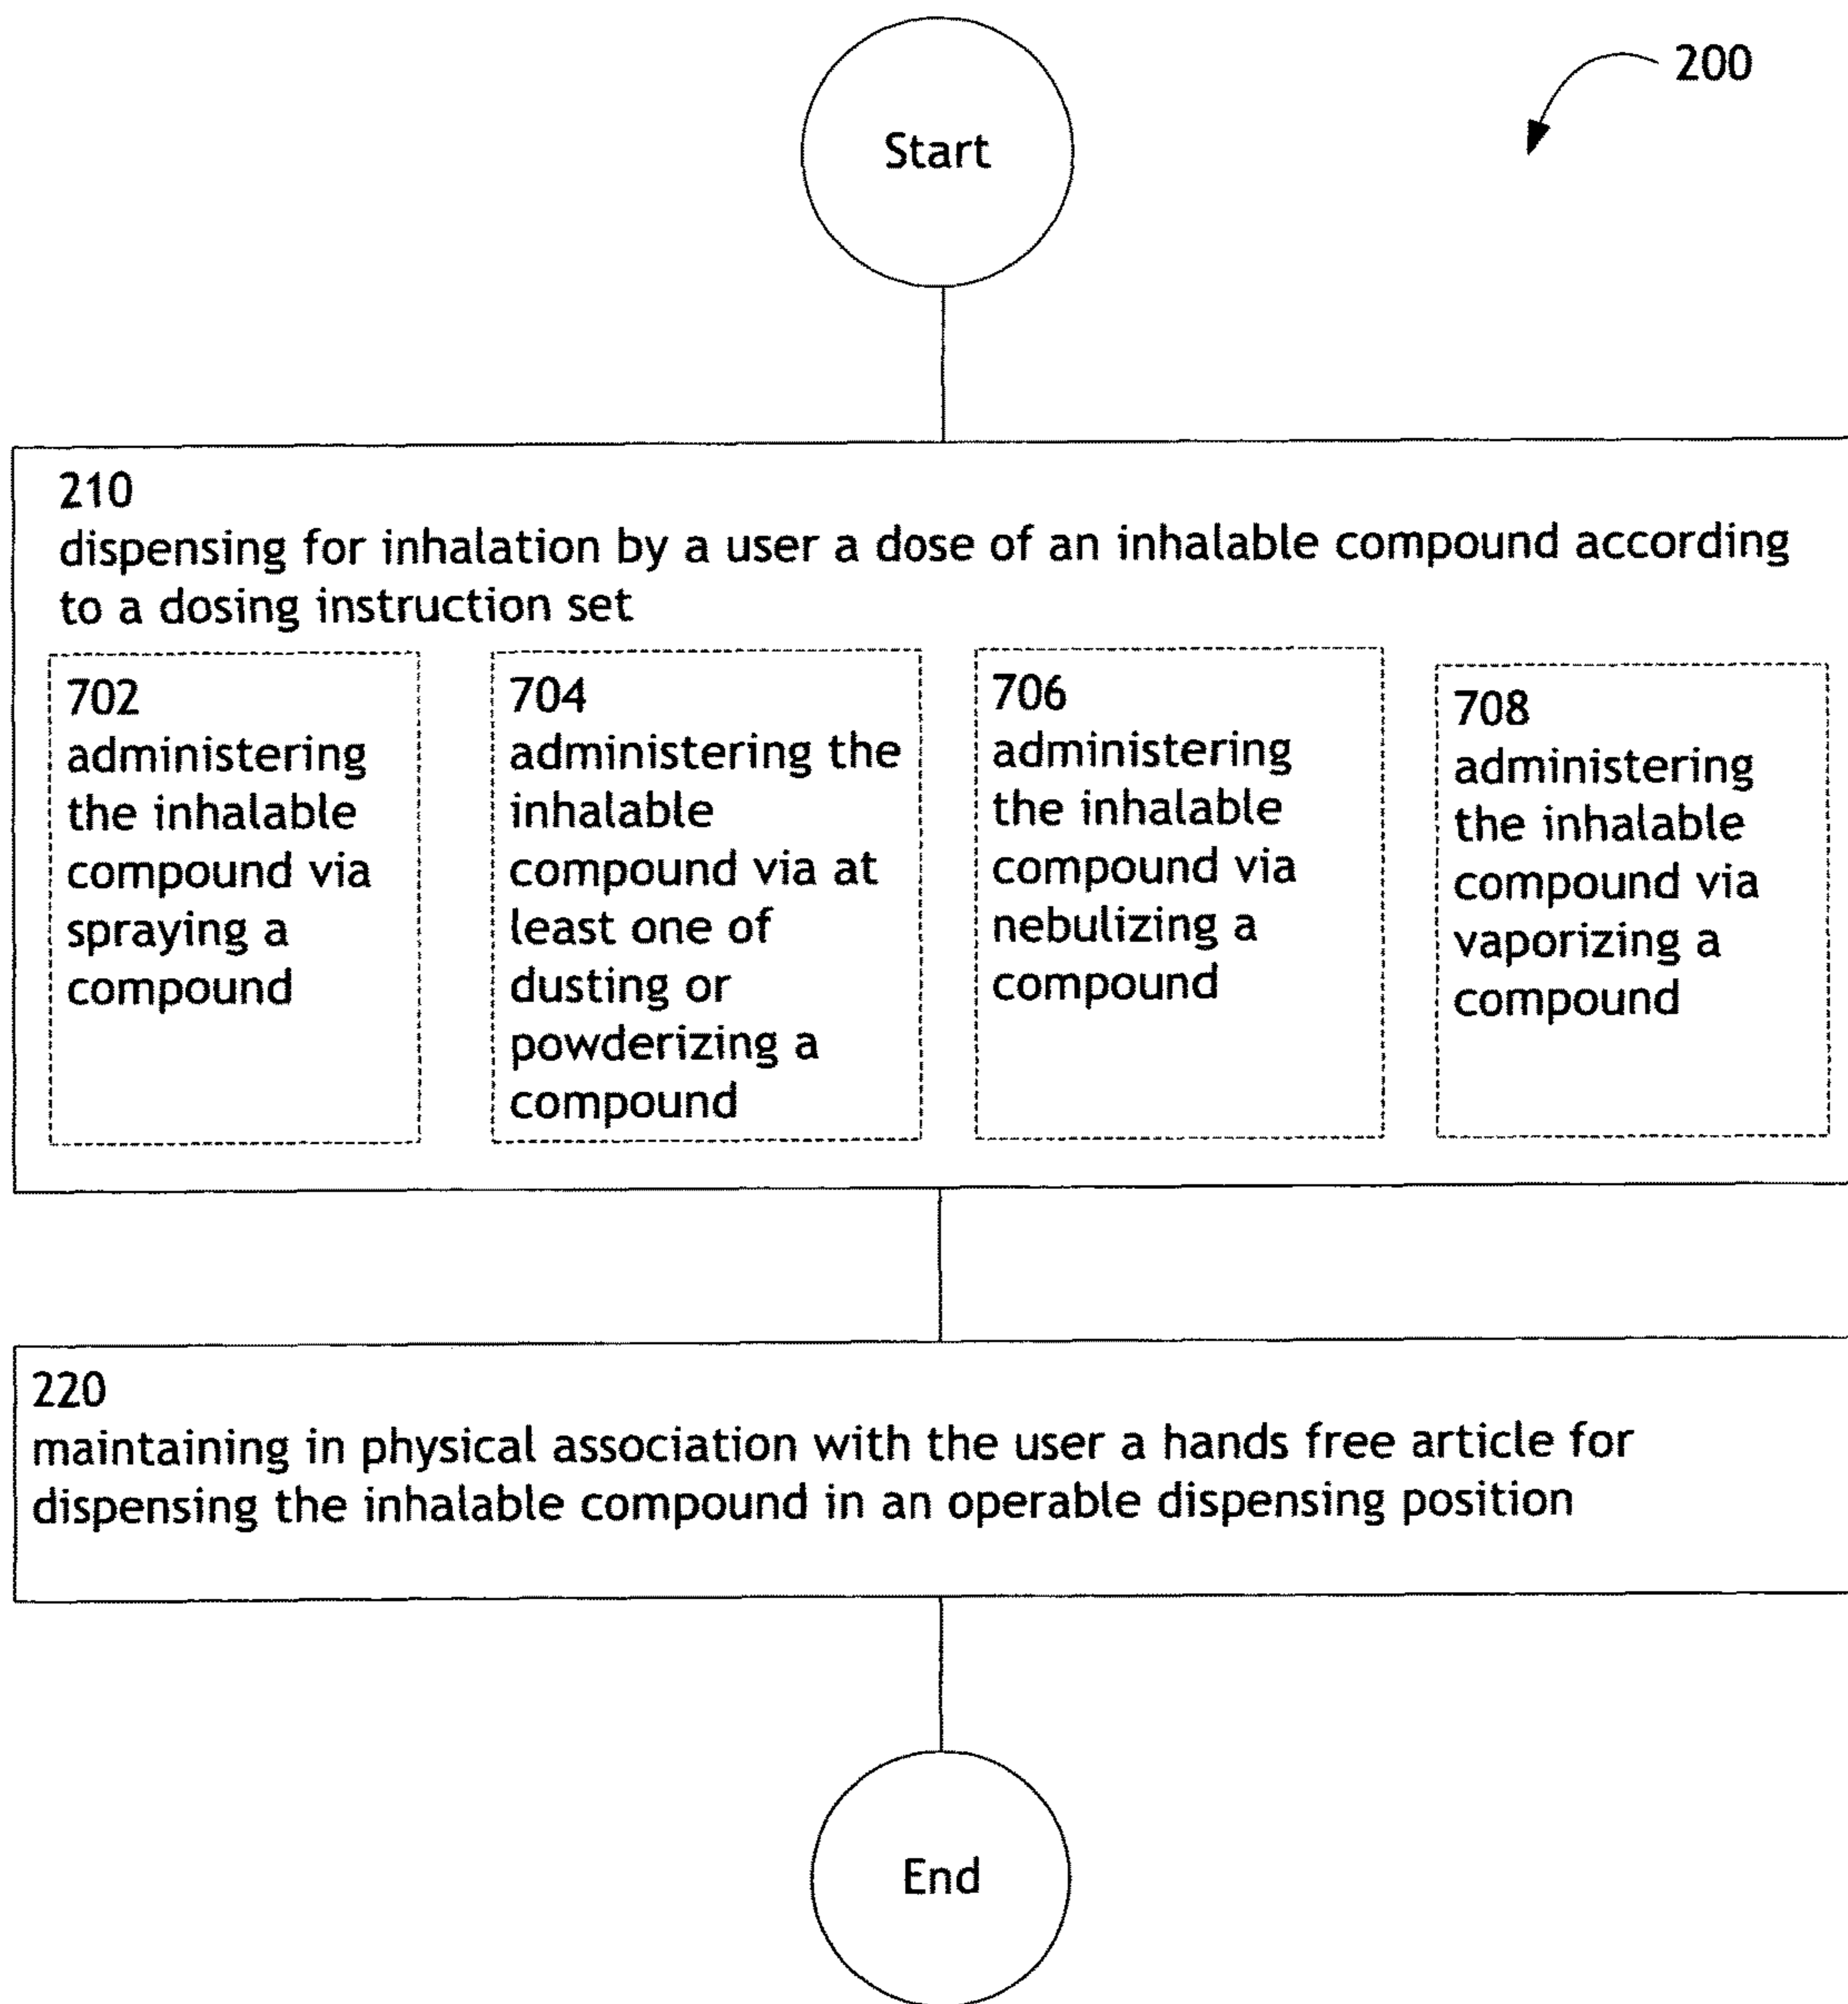 Start
200
210
dispensing for inhalation by a user a dose of an inhalable compound according
to a dosing instruction set
702
administering
the inhalable
compound via
spraying a
compound
704
administering the
inhalable
compound via at
least one of
dusting or
powderizing a
compound
706
administering
the inhalable
compound via
nebulizing a
compound
708
administering
the inhalable
compound via
vaporizing a
compound
220
maintaining in physical association with the user a hands free article for
dispensing the inhalable compound in an operable dispensing position
End